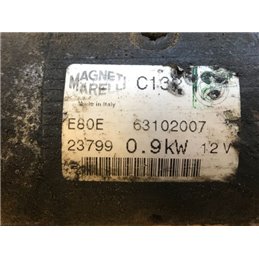 MAGNETI C13
MARELLI
Made in Italy
E80E 63102007
23799 0.9kW 12V